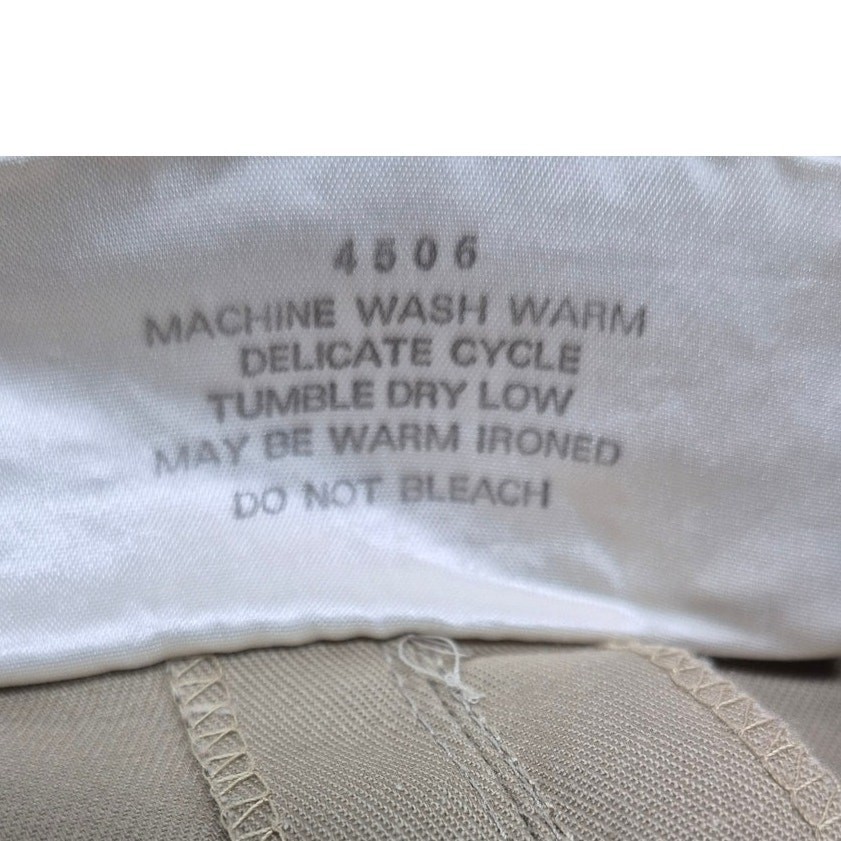 4506
MACHINE WASH WARM
DELICATE CYCLE
TUMBLE DRY LOW
MAY BE WARM IRONED
DO NOT BLEACH